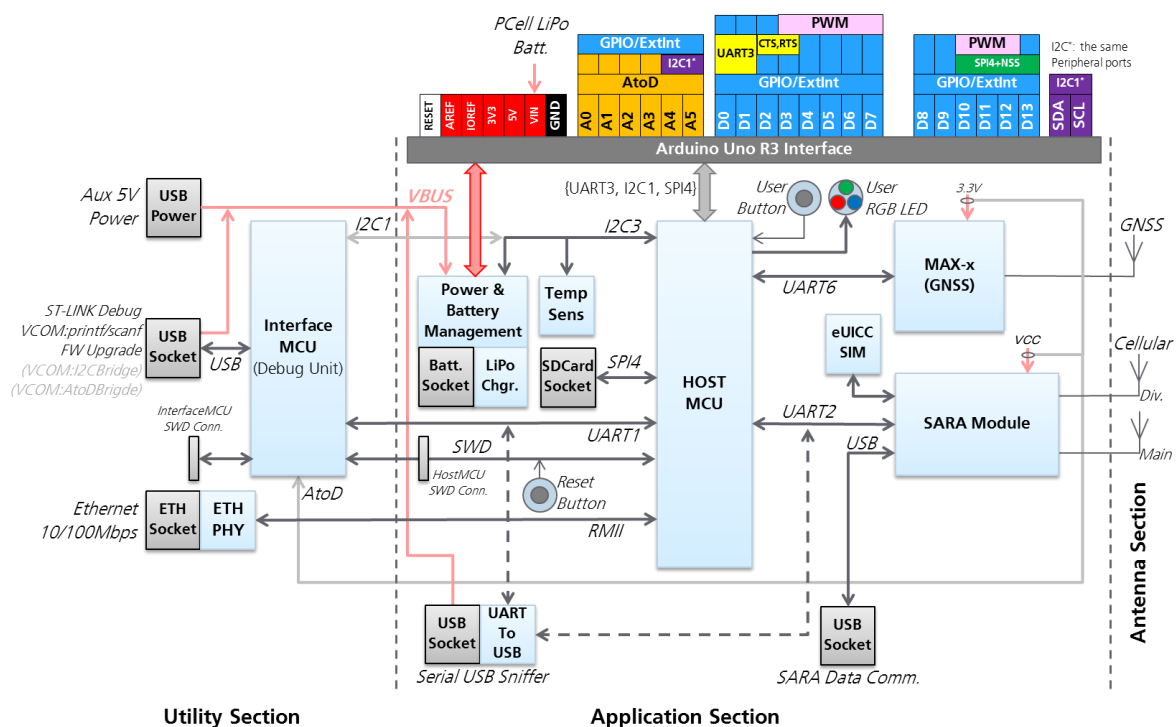 PCell LiPo
Batt.
PWM
GPIO/ExtInt
I2C1*
AtoD
UART3
CTS,RTS
GPIO/ExtInt
GPIO/ExtInt
PWM
SPI4+NSS
GPIO/ExtInt
I2C*: the same
Peripheral ports
I2C1*
RESET
AREF
IOREF
3V3
5V
VIN
GND
A0
A1
A2
A3
A4
A5
D0
D1
D2
D3
D4
D5
D6
D7
D8
D9
D10
D11
D12
D13
SDA
SCL
Arduino Uno R3 Interface
Aux 5V
Power
USB
Power
VBUS
{UART3, I2C1, SPI4}
User
Button
User
RGB LED
3.3V
GNSS
I2C1
I2C3
MAX-x
(GNSS)
UART6
Power &
Battery
Management
Temp
Sens
ST-LINK Debug
VCOM:printf/scanf
FW Upgrade
(VCOM:I2CBridge)
(VCOM:AtoDBrigde)
USB
Socket
USB
Interface
MCU
(Debug Unit)
Batt.
Socket
LiPo
Chgr.
SDCard
Socket
SPI4
HOST
MCU
eUICC
SIM
VCC
Cellular
Div.
Main
UART2
USB
SARA Module
InterfaceMCU
SWD Conn.
UART1
SWD
HostMCU
SWD Conn.
Reset
Button
AtoD
Ethernet
10/100Mbps
ETH
Socket
ETH
PHY
RMII
USB
Socket
UART
To
USB
Serial USB Sniffer
USB
Socket
SARA Data Comm.
Antenna Section
Utility Section
Application Section